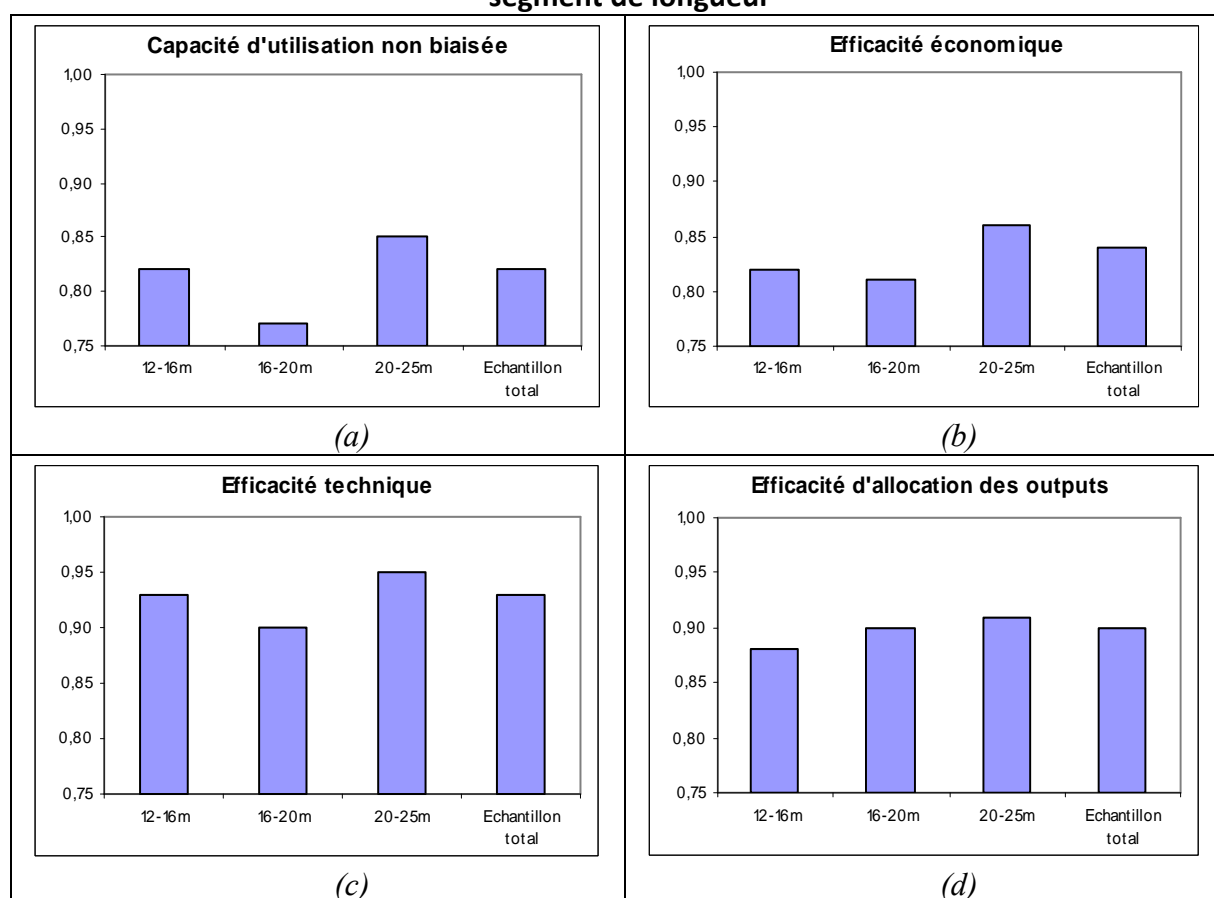 segment de longueur
Capacité d'utilisation non biaisée
1,00
0,95
0,90
0,85
0,80
0,75
12-16m 16-20m 20-25m Echantillon
total
(a)
Efficacité économique
1,00
0,95
0,90
0,85
0,80
0,75
12-16m 16-20m 20-25m Echantillon
total
(b)
Efficacité technique
1,00
0,95
0,90
0,85
0,80
0,75
12-16m 16-20m 20-25m Echantillon
total
(c)
Efficacité d'allocation des outputs
1,00
0,95
0,90
0,85
0,80
0,75
12-16m 16-20m 20-25m Echantillon
total
(d)